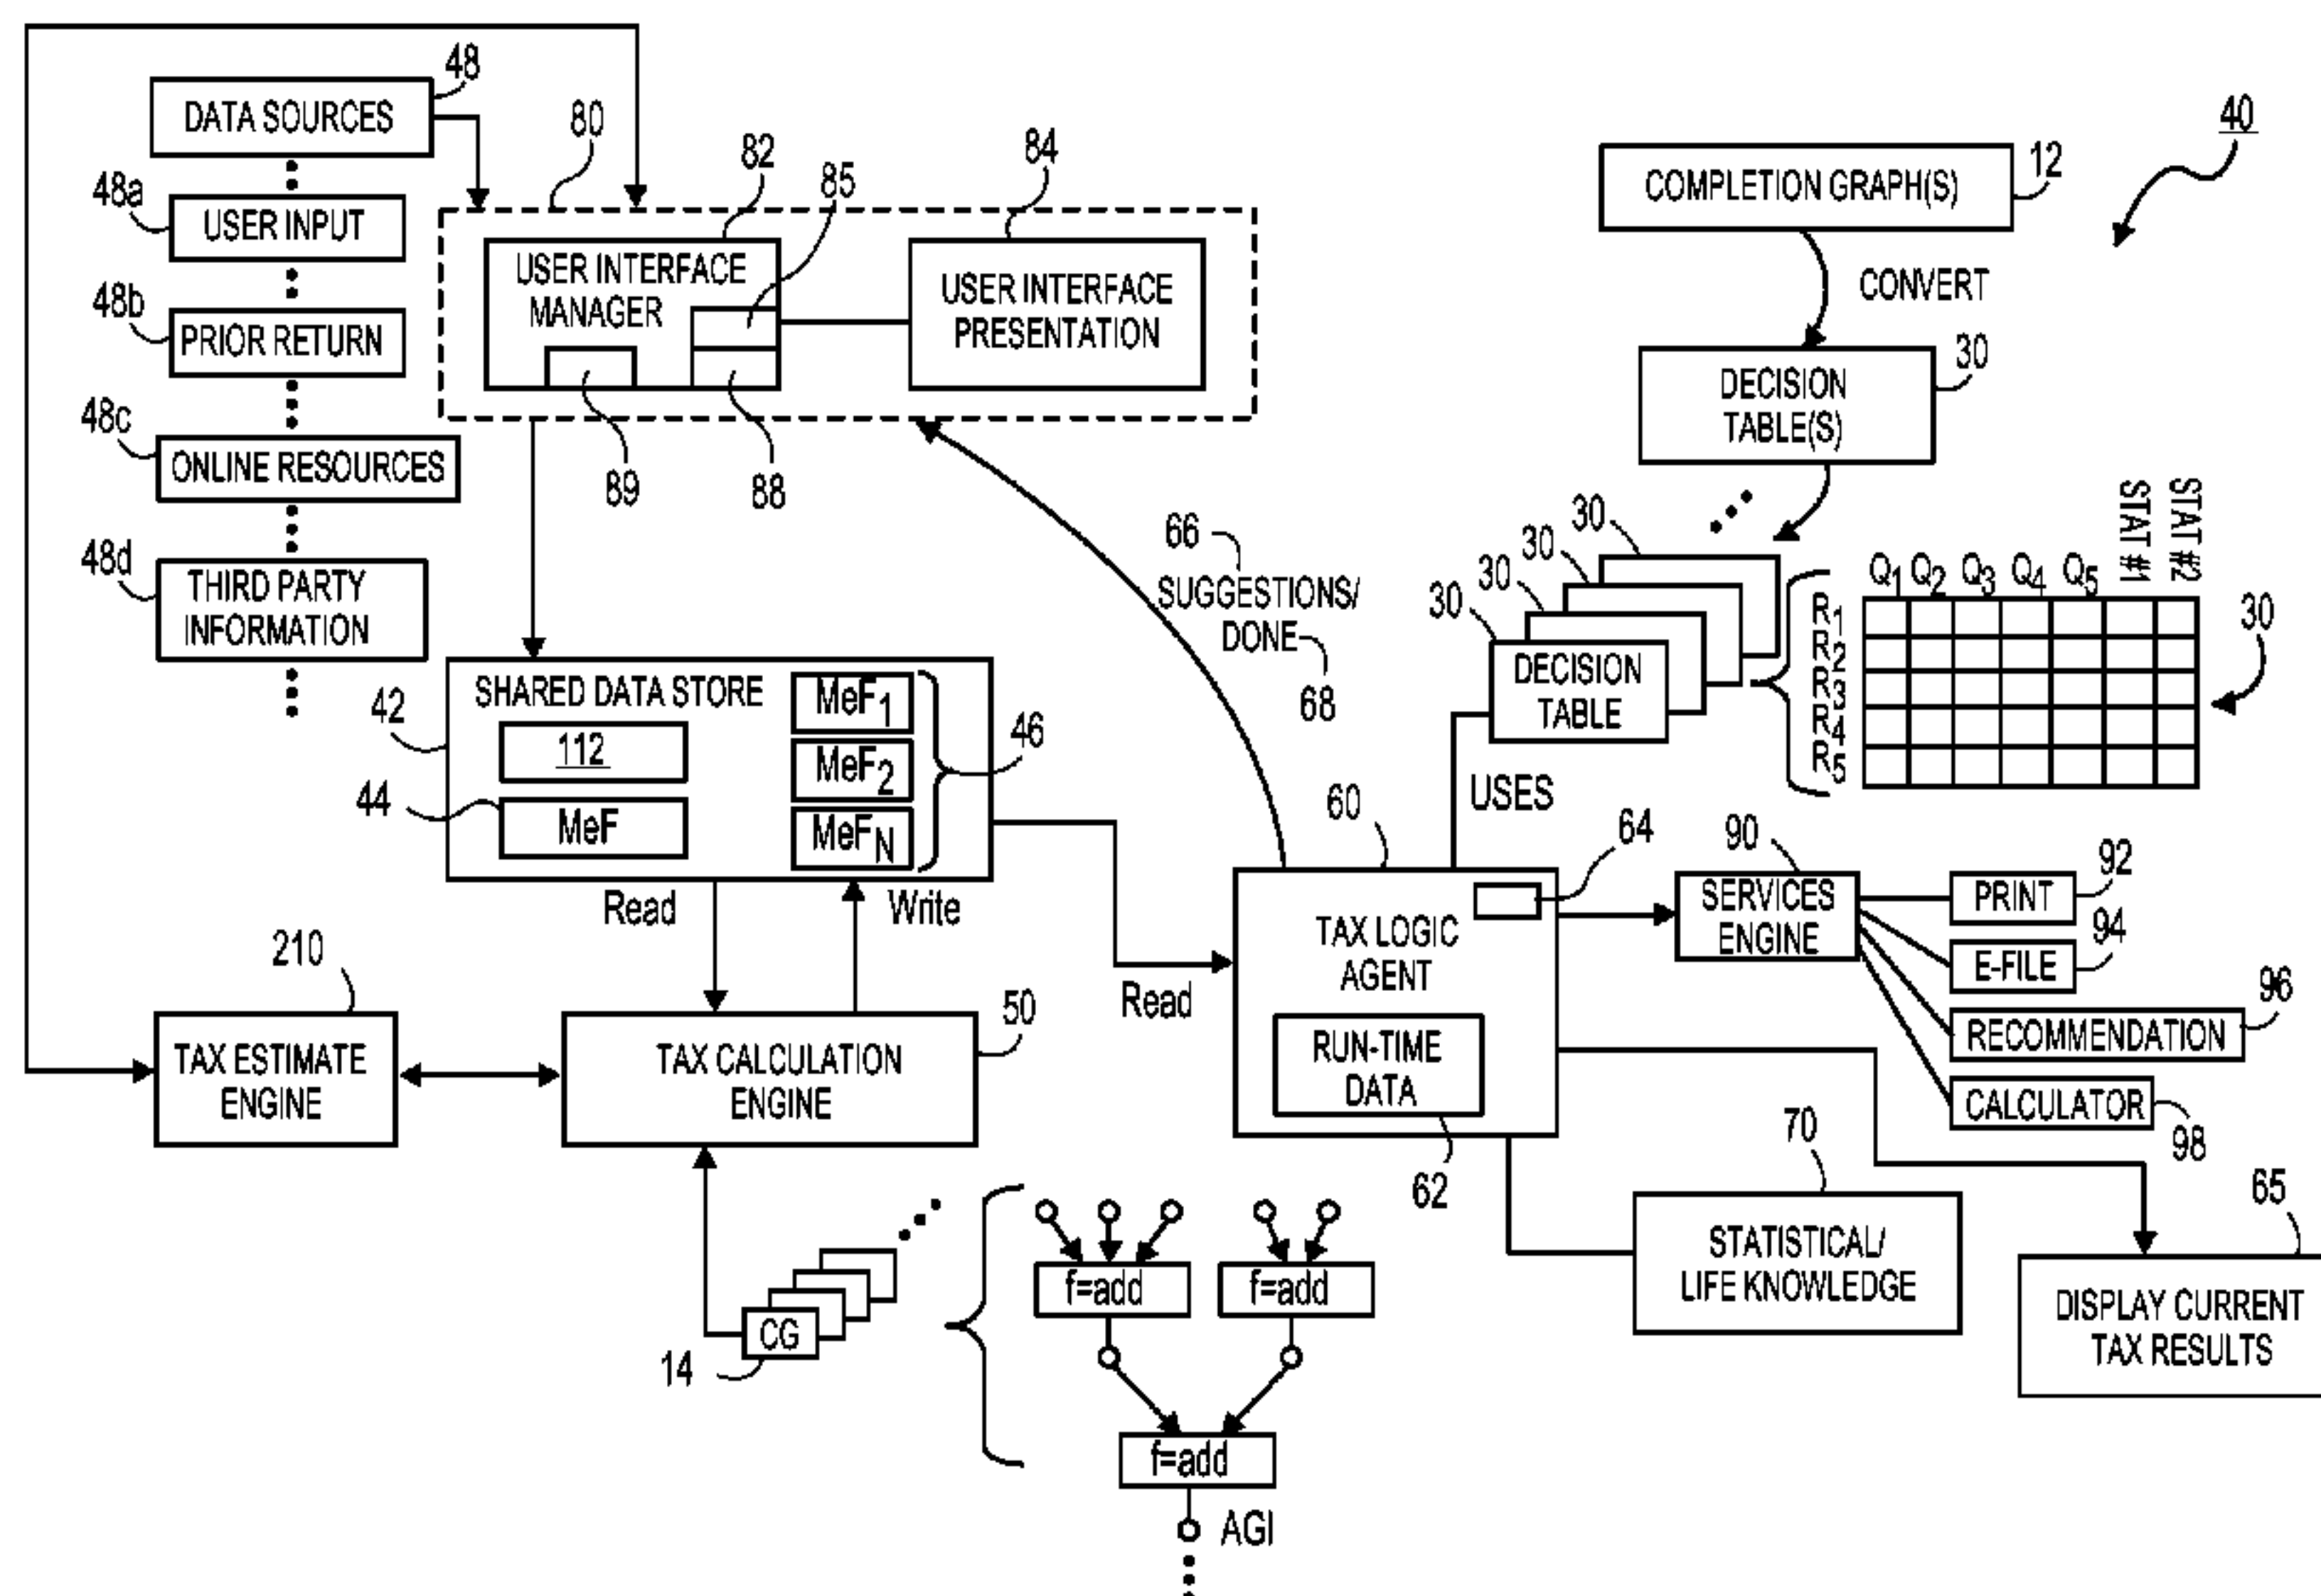 48
DATA SOURCES
48a
USER INPUT
48b
PRIOR RETURN
48c
ONLINE RESOURCES
48d
THIRD PARTY
INFORMATION
80
82
85
84
USER INTERFACE
MANAGER
USER INTERFACE
PRESENTATION
89
88
40
COMPLETION GRAPH(S)
12
CONVERT
DECISION
TABLE(S)
30
66
SUGGESTIONS/
DONE
68
30
30
30
30
DECISION
TABLE
USES
Q1 Q2 Q3 Q4 Q5 STAT #1 STAT #2
R1
R2
R3
R4
R5
30
42
SHARED DATA STORE
112
44
MeF
MeF1
MeF2
MeFN
46
Read
Write
Read
210
TAX ESTIMATE
ENGINE
50
TAX CALCULATION
ENGINE
60
64
TAX LOGIC
AGENT
RUN-TIME
DATA
62
90
SERVICES
ENGINE
92
PRINT
94
E-FILE
96
RECOMMENDATION
CALCULATOR
98
70
STATISTICAL/
LIFE KNOWLEDGE
65
DISPLAY CURRENT
TAX RESULTS
CG
14
f=add
f=add
f=add
AGI